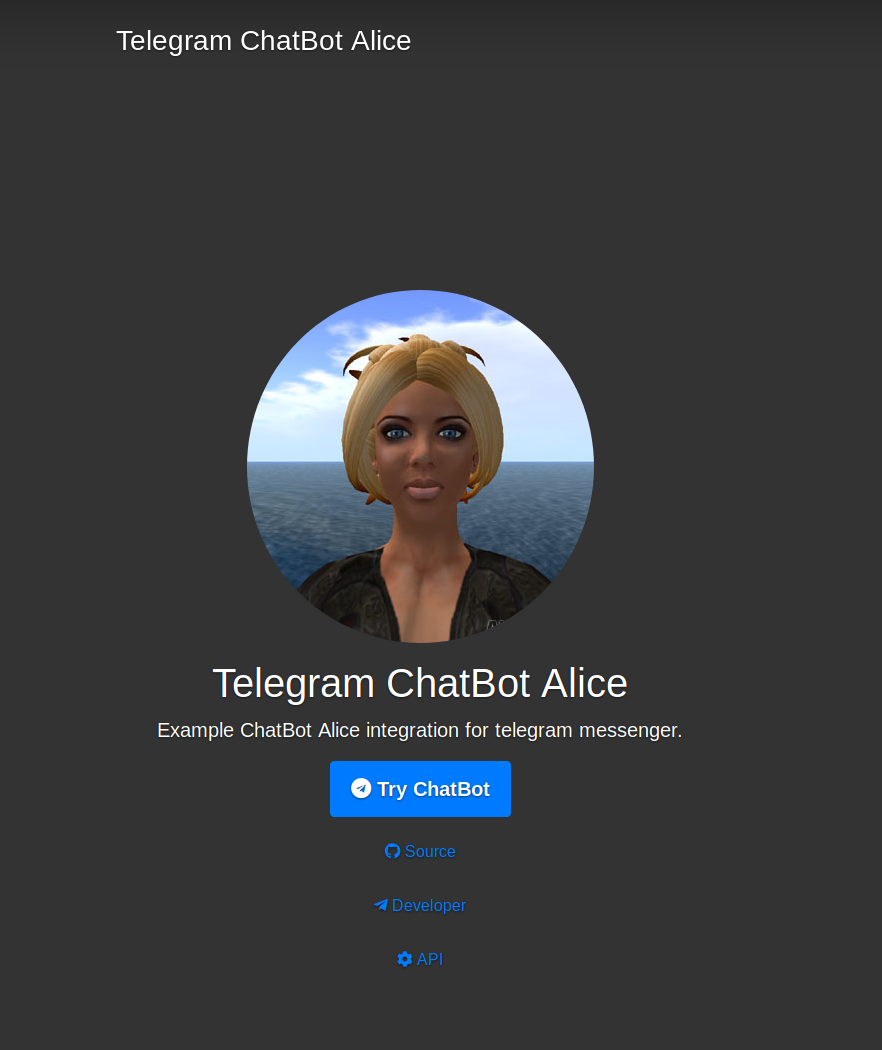 Telegram ChatBot Alice
Telegram ChatBot Alice
Example ChatBot Alice integration for telegram messenger.
Try ChatBot
Source
Developer
API